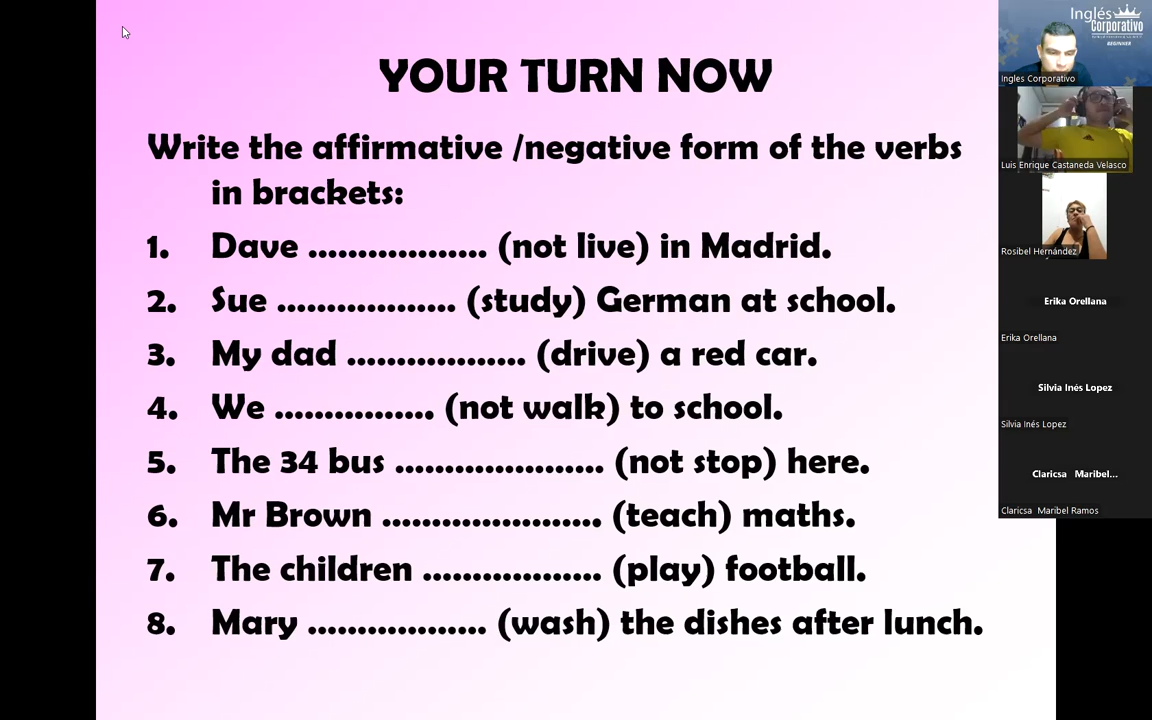 YOUR TURN NOW
Write the affirmative /negative form of the verbs
in brackets:
1. Dave .................. (not live) in Madrid.
2. Sue .................. (study) German at school.
3. My dad .................. (drive) a red car.
4. We ................ (not walk) to school.
5. The 34 bus ..................... (not stop) here.
6. Mr Brown ...................... (teach) maths.
7. The children .................. (play) football.
8. Mary .................. (wash) the dishes after lunch.
Inglés
Corporativo
BEGINNER
Ingles Corporativo
Luis Enrique Castaneda Velasco
Rosibel Hernández
Erika Orellana
Erika Orellana
Silvia Inés Lopez
Silvia Inés Lopez
Claricsa Maribel...
Claricsa Maribel Ramos